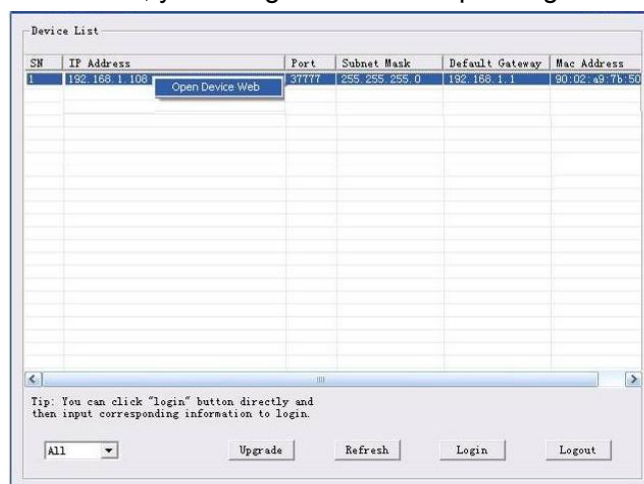 Device List
SN IP Address Port Subnet Mask Default Gateway Mac Address
1 192.168.1.108 37777 255.255.255.0 192.168.1.1 90:02:a9:7b:50
Open Device Web
Tip: You can click "login" button directly and
then input corresponding information to login.
All Upgrade Refresh Login Logout